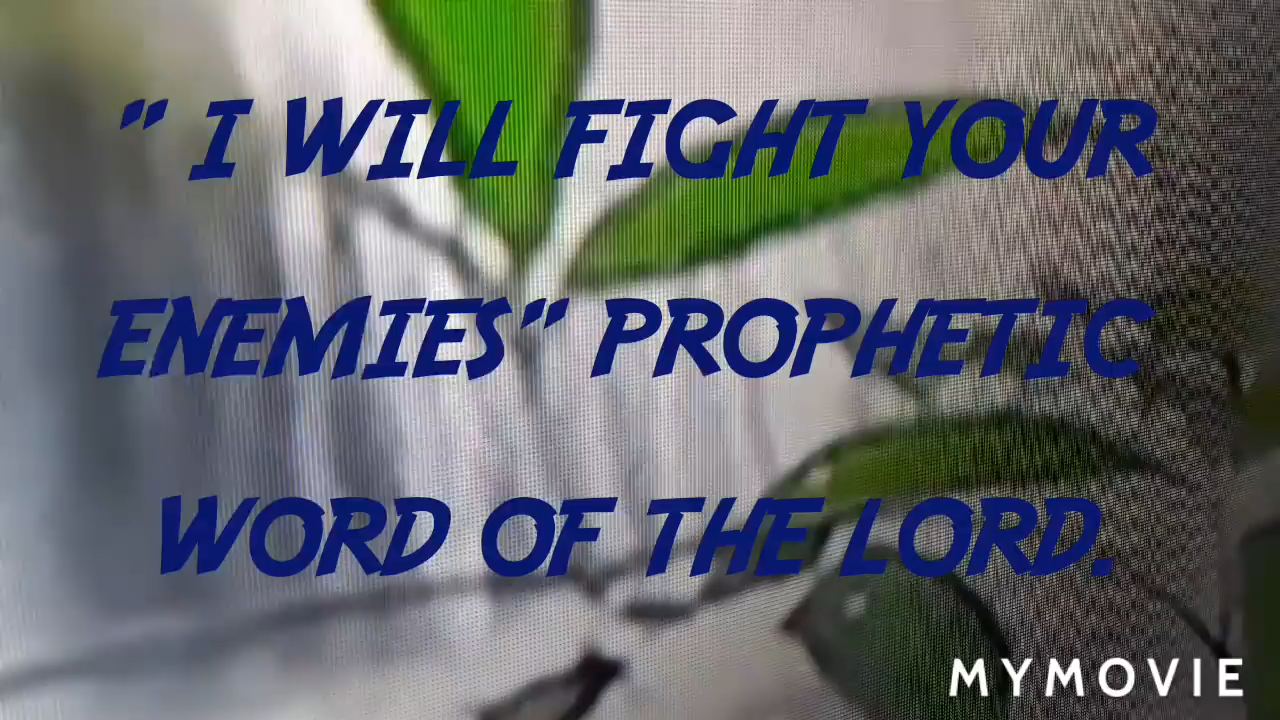 " I WILL FIGHT YOUR
ENEMIES" PROPHETIC
WORD OF THE LORD.
MYMOVIE